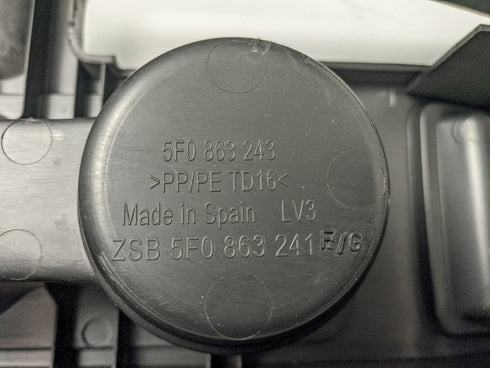 5F0 863 243
>PP/PE TD16<
Made in Spain LV3
ZSB 5F0 863 241 E/G